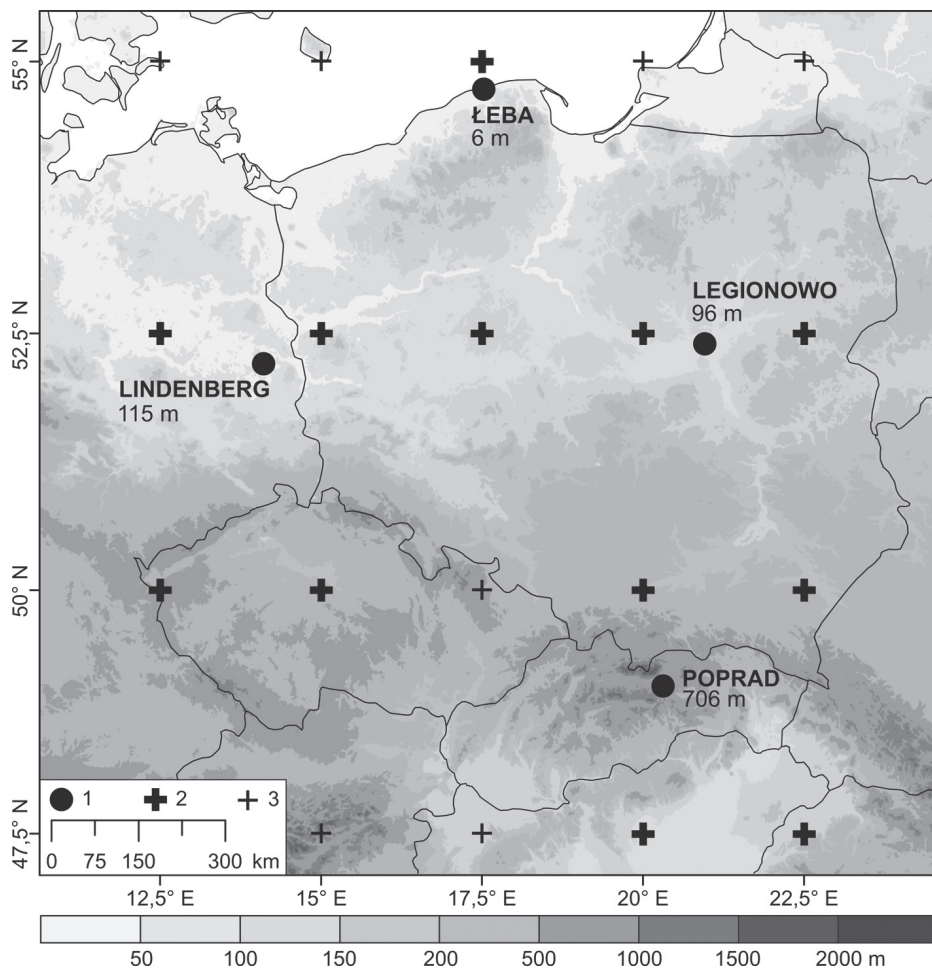 55° N
ŁEBA
6 m
LEGIONOWO
96 m
52,5° N
LINDENBERG
115 m
50° N
POPRAD
706 m
1 2 3
0 75 150 300 km
47,5° N
12,5° E 15° E 17,5° E 20° E 22,5° E
50 100 150 200 500 1000 1500 2000 m